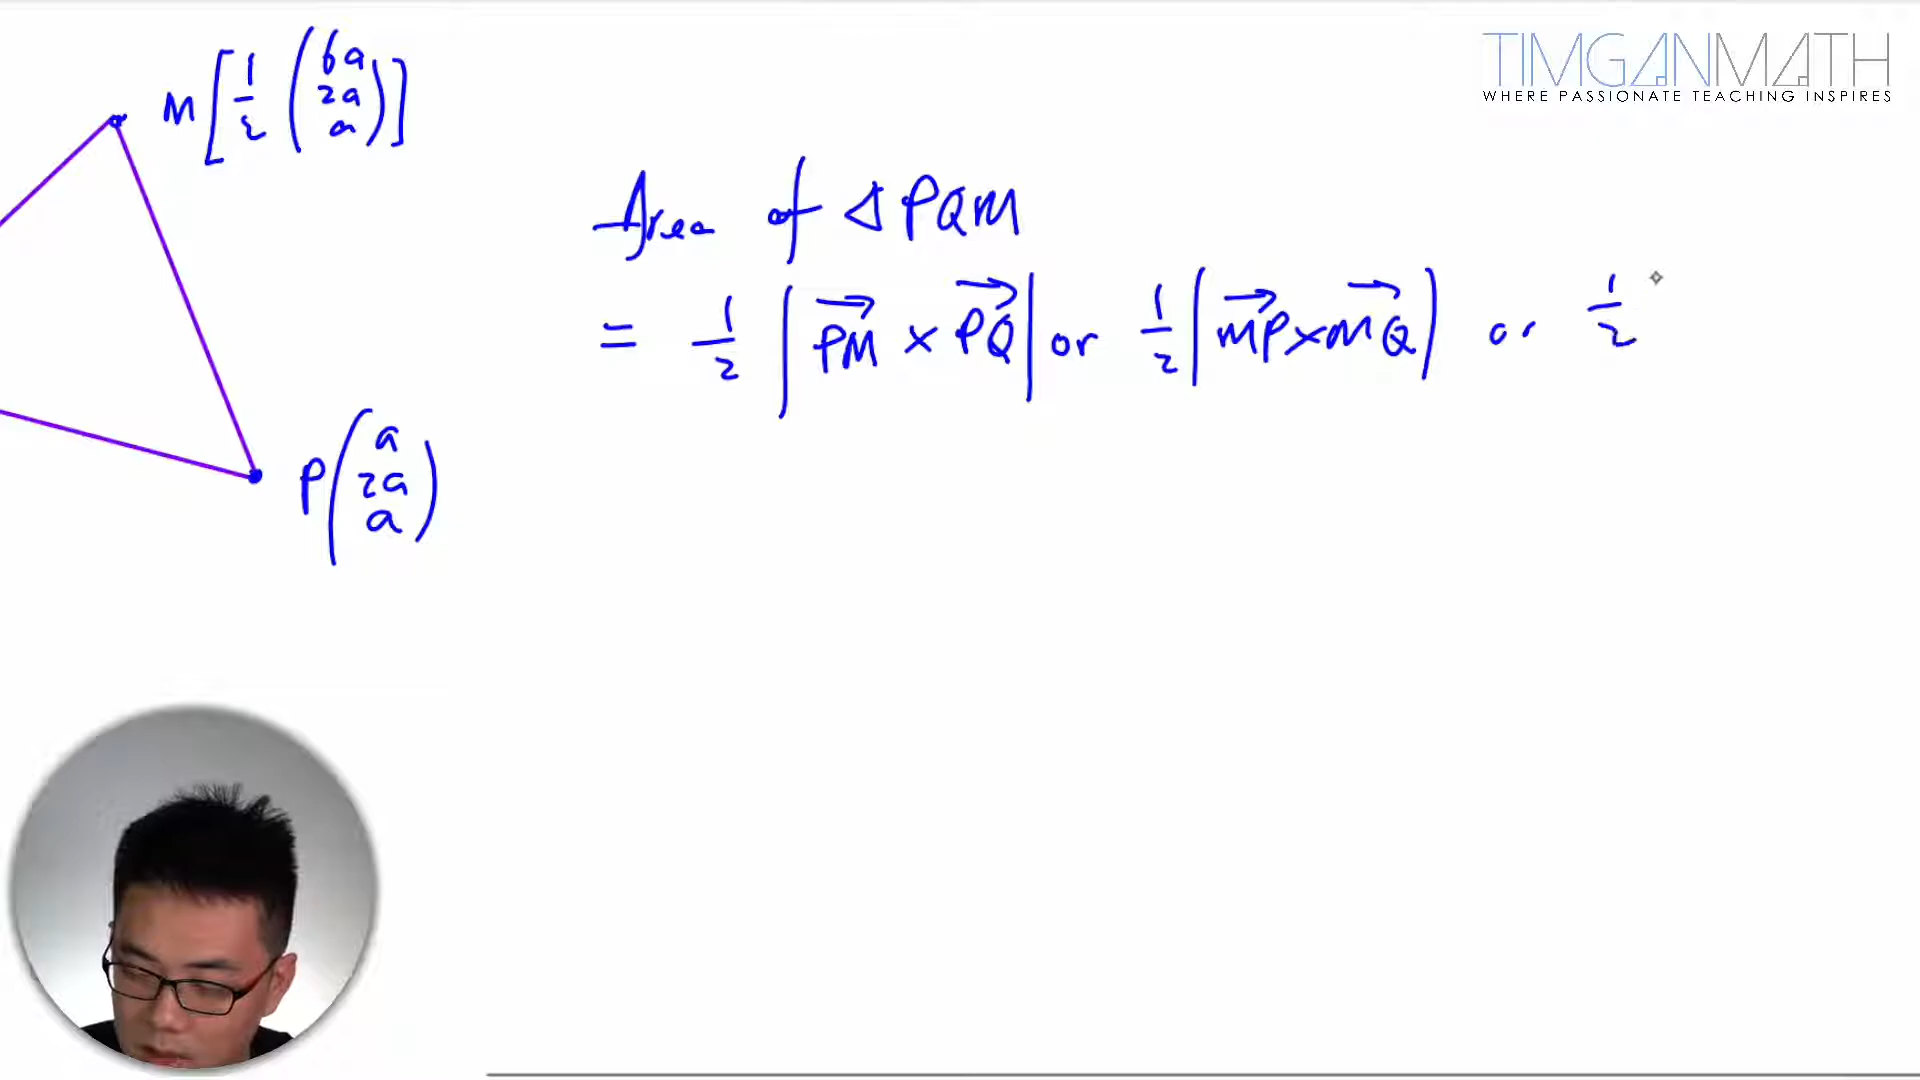 TIMGANMATH
WHERE PASSIONATE TEACHING INSPIRES
M[1/2 (6a
2a
a)]
Area of △ PQM
= 1/2 |PM⃗ × PQ⃗| or 1/2 |MP⃗ × MQ⃗| or 1/2
P(a
2a
a)